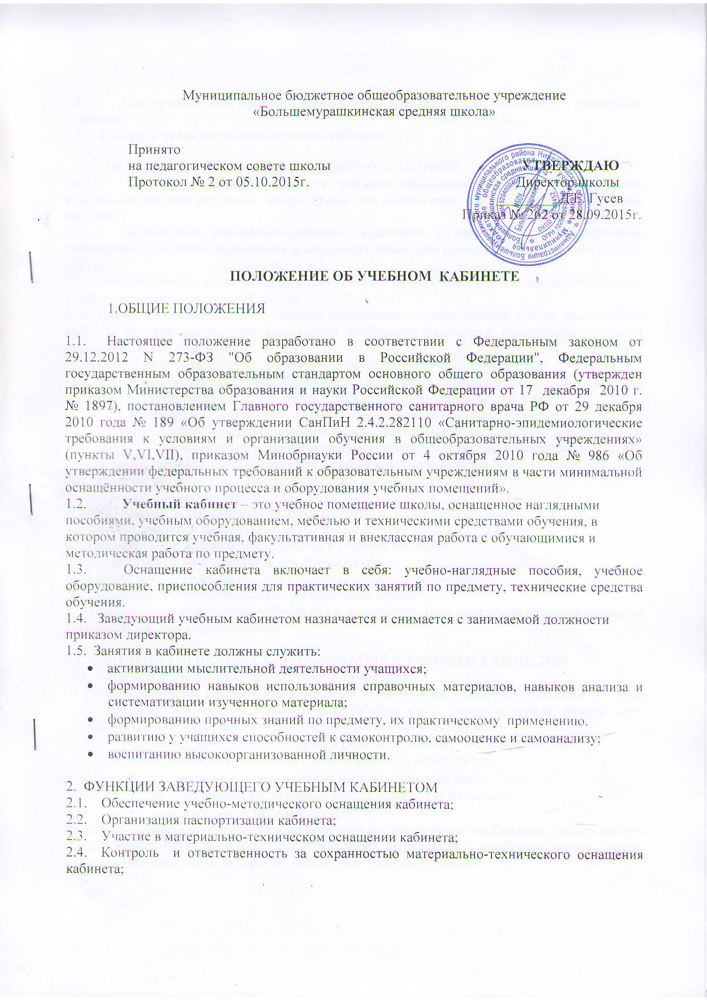 Муниципальное бюджетное общеобразовательное учреждение
«Большемурашкинская средняя школа»
Принято
на педагогическом совете школы
Протокол № 2 от 05.10.2015г.
УТВЕРЖДАЮ
Директор школы
Д.Г. Гусев
Приказ № 262 от 28.09.2015г.
ПОЛОЖЕНИЕ ОБ УЧЕБНОМ КАБИНЕТЕ
1.ОБЩИЕ ПОЛОЖЕНИЯ
1.1. Настоящее положение разработано в соответствии с Федеральным законом от
29.12.2012 N 273-ФЗ "Об образовании в Российской Федерации", Федеральным
государственным образовательным стандартом основного общего образования (утвержден
приказом Министерства образования и науки Российской Федерации от 17 декабря 2010 г.
№ 1897), постановлением Главного государственного санитарного врача РФ от 29 декабря
2010 года № 189 «Об утверждении СанПиН 2.4.2.282110 «Санитарно-эпидемиологические
требования к условиям и организации обучения в общеобразовательных учреждениях»
(пункты V,VI,VII), приказом Минобрнауки России от 4 октября 2010 года № 986 «Об
утверждении федеральных требований к образовательным учреждениям в части минимальной
оснащённости учебного процесса и оборудования учебных помещений».
1.2. Учебный кабинет – это учебное помещение школы, оснащенное наглядными
пособиями, учебным оборудованием, мебелью и техническими средствами обучения, в
котором проводится учебная, факультативная и внеклассная работа с обучающимися и
методическая работа по предмету.
1.3. Оснащение кабинета включает в себя: учебно-наглядные пособия, учебное
оборудование, приспособления для практических занятий по предмету, технические средства
обучения.
1.4. Заведующий учебным кабинетом назначается и снимается с занимаемой должности
приказом директора.
1.5. Занятия в кабинете должны служить:
• активизации мыслительной деятельности учащихся;
• формированию навыков использования справочных материалов, навыков анализа и
систематизации изученного материала;
• формированию прочных знаний по предмету, их практическому применению.
• развитию у учащихся способностей к самоконтролю, самооценке и самоанализу;
• воспитанию высокоорганизованной личности.
2. ФУНКЦИИ ЗАВЕДУЮЩЕГО УЧЕБНЫМ КАБИНЕТОМ
2.1. Обеспечение учебно-методического оснащения кабинета;
2.2. Организация паспортизации кабинета;
2.3. Участие в материально-техническом оснащении кабинета;
2.4. Контроль и ответственность за сохранностью материально-технического оснащения
кабинета;